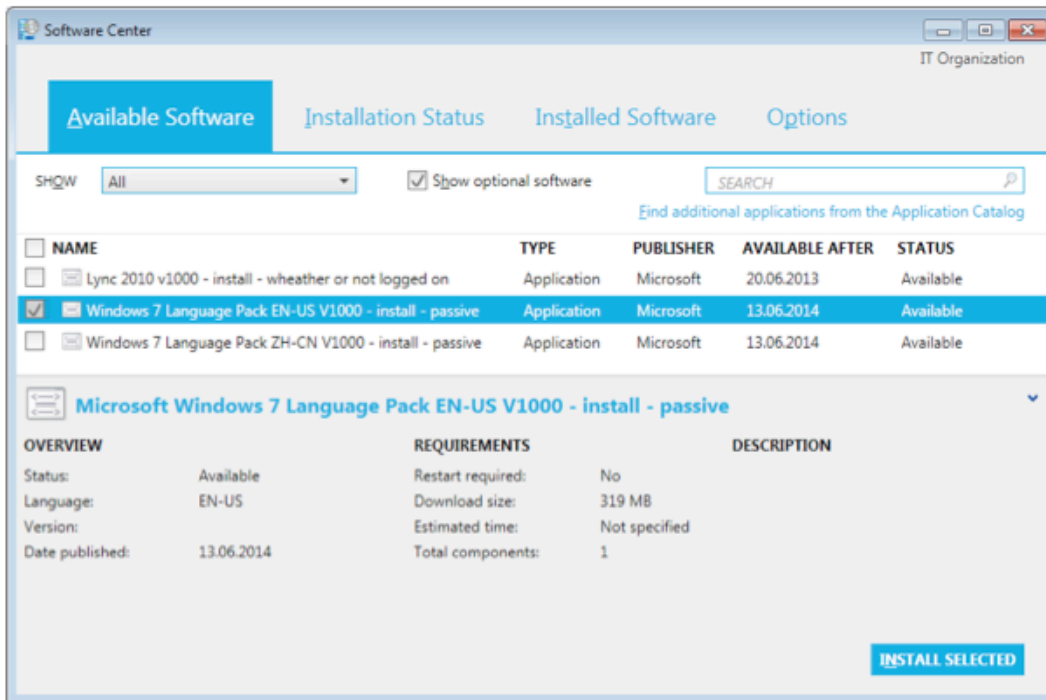 Software Center
IT Organization
Available Software Installation Status Installed Software Options
SHOW All Show optional software SEARCH
Find additional applications from the Application Catalog
NAME TYPE PUBLISHER AVAILABLE AFTER STATUS
Lync 2010 v1000 - install - wheather or not logged on Application Microsoft 20.06.2013 Available
Windows 7 Language Pack EN-US V1000 - install - passive Application Microsoft 13.06.2014 Available
Windows 7 Language Pack ZH-CN V1000 - install - passive Application Microsoft 13.06.2014 Available
Microsoft Windows 7 Language Pack EN-US V1000 - install - passive
OVERVIEW REQUIREMENTS DESCRIPTION
Status: Available Restart required: No
Language: EN-US Download size: 319 MB
Version: Estimated time: Not specified
Date published: 13.06.2014 Total components: 1
INSTALL SELECTED